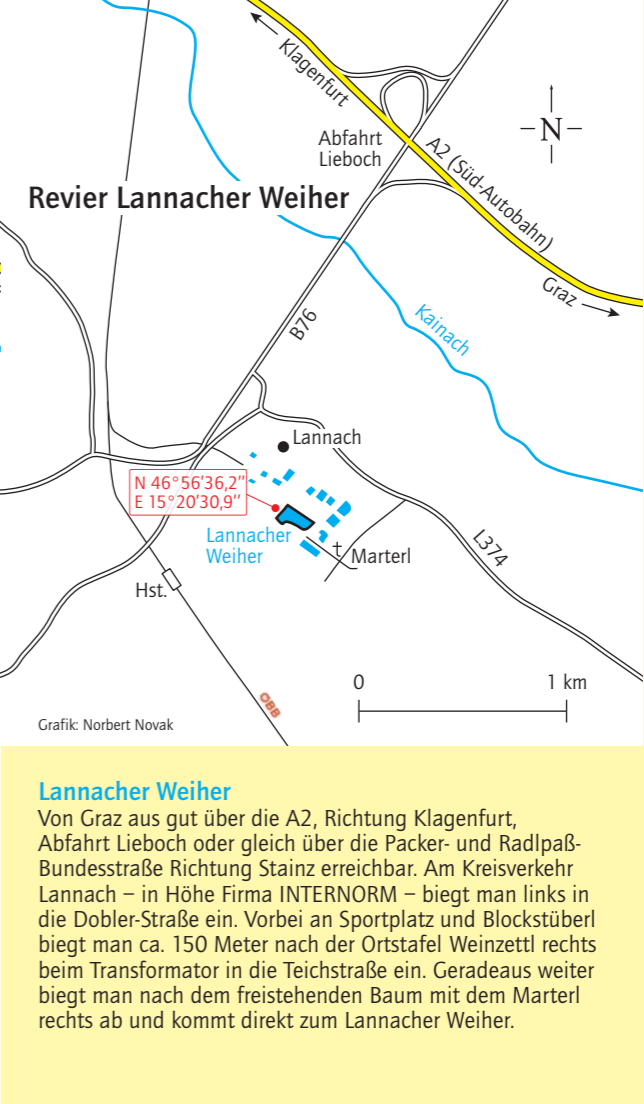 Klagenfurt
Abfahrt
Lieboch
A2 (Süd-Autobahn)
N
Revier Lannacher Weiher
Graz
B76
Kainach
Lannach
N 46°56'36,2''
E 15°20'30,9''
Lannacher
Weiher
Marterl
L374
Hst.
ÖBB
0 1 km
Grafik: Norbert Novak
Lannacher Weiher
Von Graz aus gut über die A2, Richtung Klagenfurt,
Abfahrt Lieboch oder gleich über die Packer- und Radlpaß-
Bundesstraße Richtung Stainz erreichbar. Am Kreisverkehr
Lannach – in Höhe Firma INTERNORM – biegt man links in
die Dobler-Straße ein. Vorbei an Sportplatz und Blockstüberl
biegt man ca. 150 Meter nach der Ortstafel Weinzettl rechts
beim Transformator in die Teichstraße ein. Geradeaus weiter
biegt man nach dem freistehenden Baum mit dem Marterl
rechts ab und kommt direkt zum Lannacher Weiher.